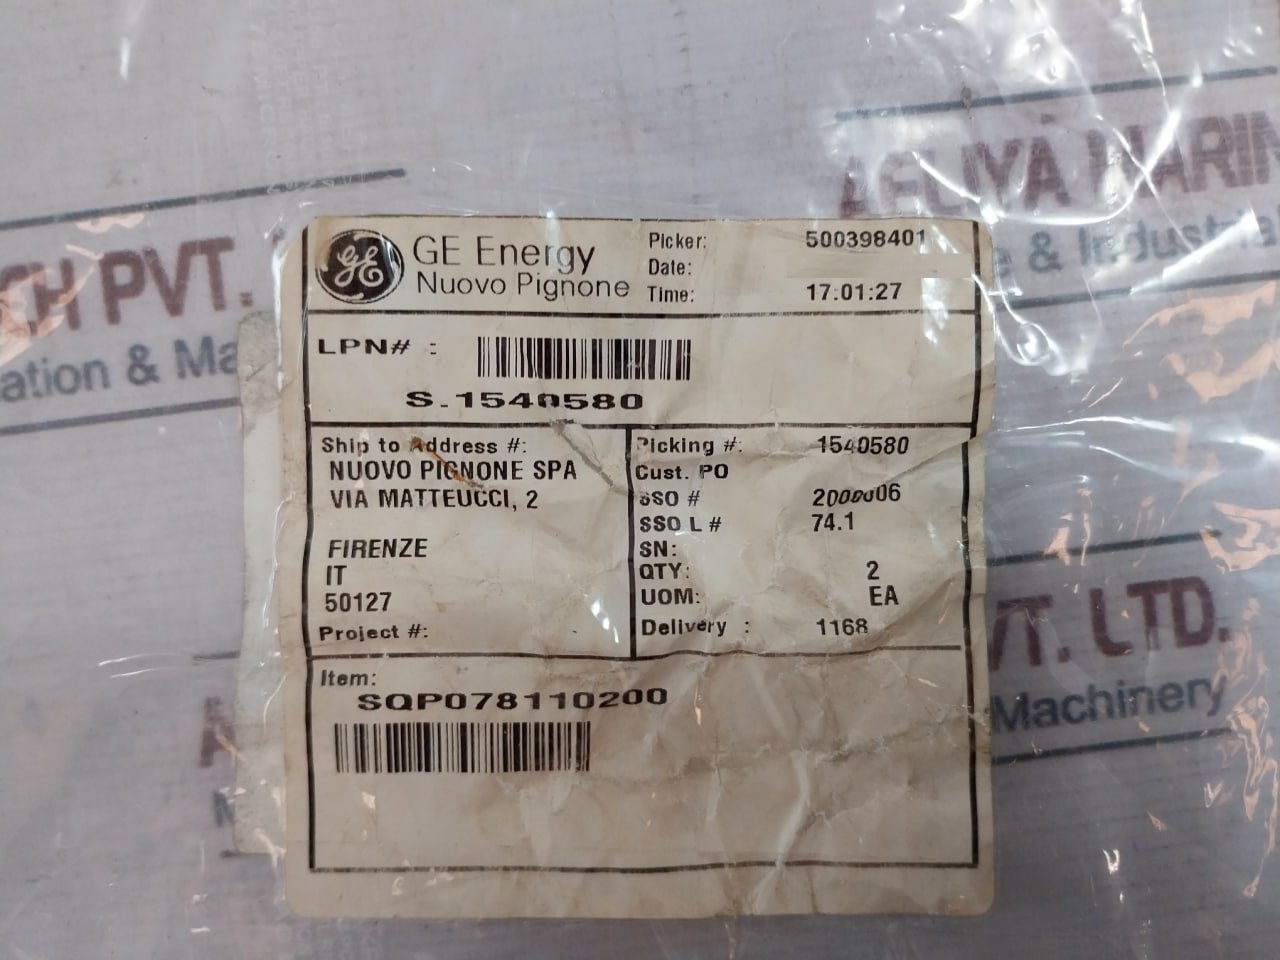 GE Energy
Nuovo Pignone
Picker: 500398401
Date:
Time: 17:01:27
LPN# :
S.1540580
Ship to Address #:
NUOVO PIGNONE SPA
VIA MATTEUCCI, 2
FIRENZE
IT
50127
Project #:
Picking #: 1540580
Cust. PO
SSO #
SSO L # 74.1
SN:
QTY: 2
UOM: EA
Delivery : 1168
Item:
SQP078110200
PVT.
& Ma
MARIN
& Industria
VT. LTD.
Machinery